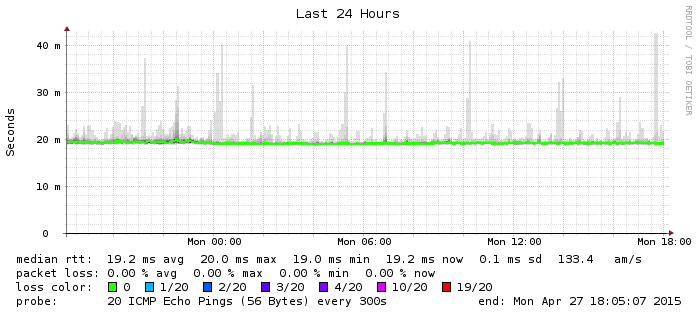 Last 24 Hours
RRDTOOL / TOBI OETIKER
Seconds
40 m
30 m
20 m
10 m
0
Mon 00:00 Mon 06:00 Mon 12:00 Mon 18:00
median rtt: 19.2 ms avg 20.0 ms max 19.0 ms min 19.2 ms now 0.1 ms sd 133.4 am/s
packet loss: 0.00 % avg 0.00 % max 0.00 % min 0.00 % now
loss color: 0 1/20 2/20 3/20 4/20 10/20 19/20
probe: 20 ICMP Echo Pings (56 Bytes) every 300s end: Mon Apr 27 18:05:07 2015